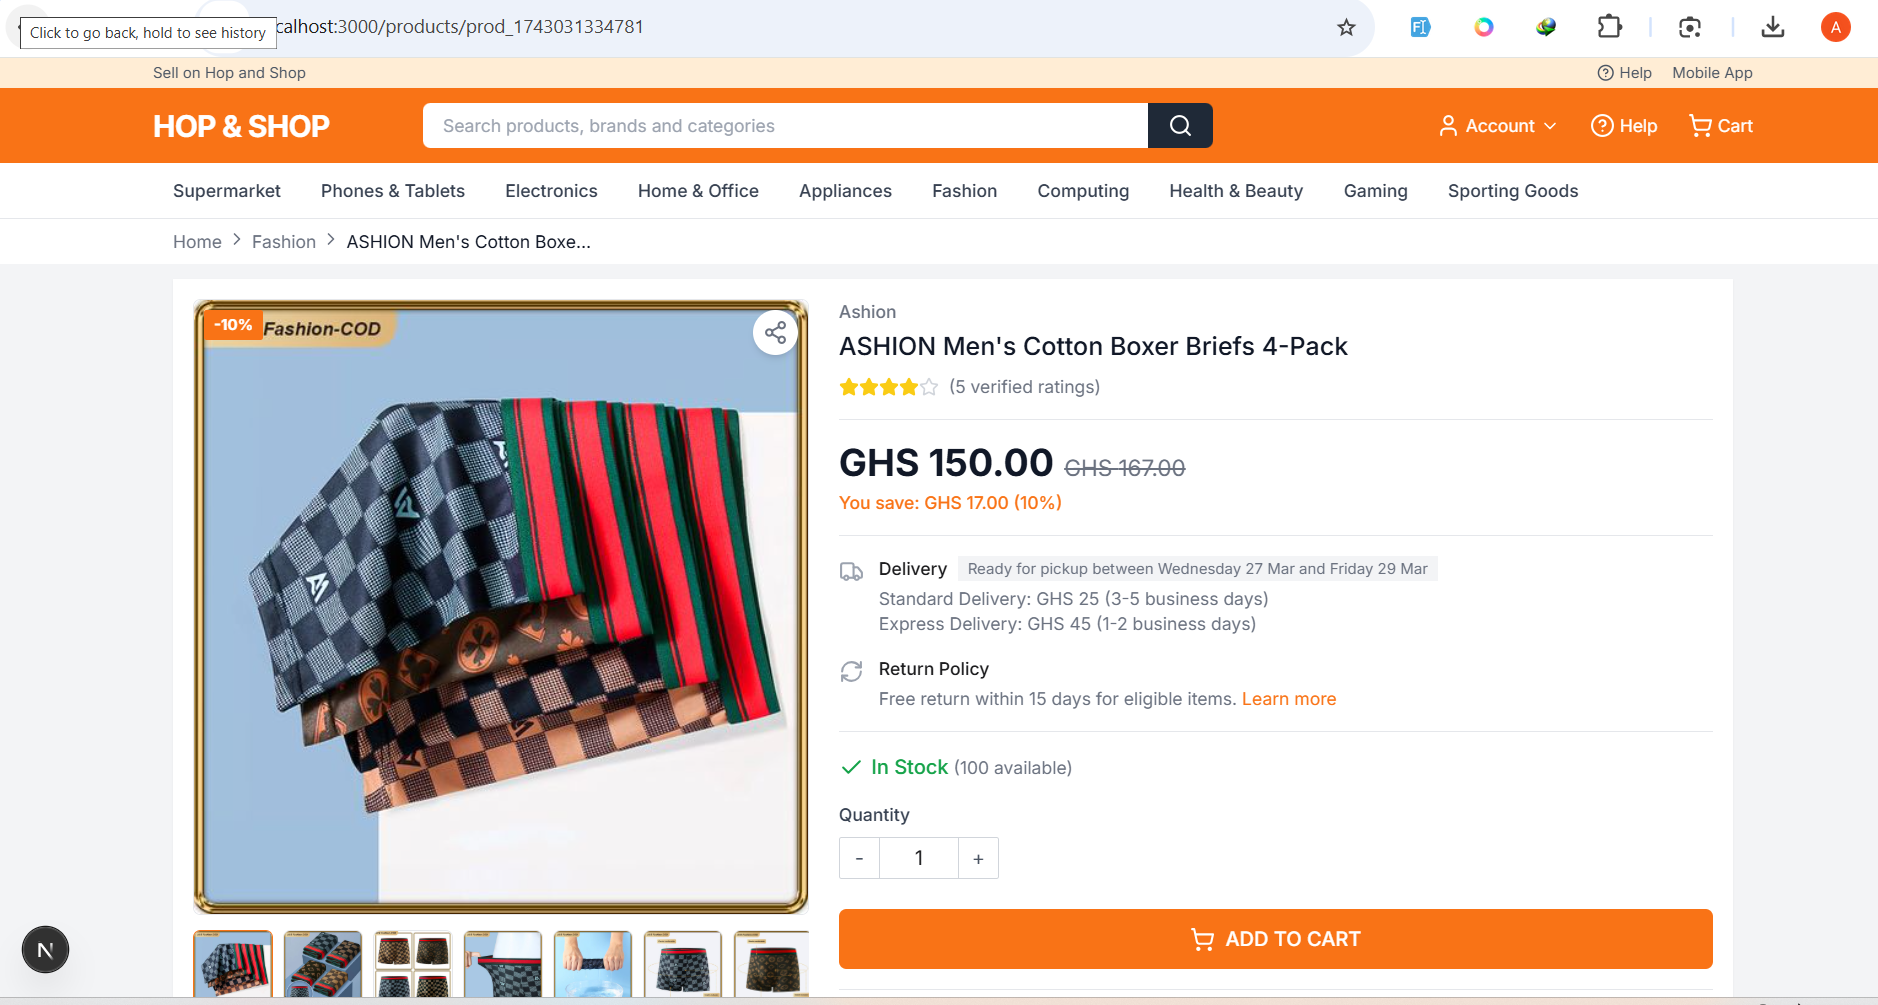 Click to go back, hold to see history
calhost:3000/products/prod_1743031334781
A
Sell on Hop and Shop
Help
Mobile App
HOP & SHOP
Search products, brands and categories
Account
Help
Cart
Supermarket
Phones & Tablets
Electronics
Home & Office
Appliances
Fashion
Computing
Health & Beauty
Gaming
Sporting Goods
Home > Fashion > ASHION Men's Cotton Boxe...
-10%
Fashion-COD
Ashion
ASHION Men's Cotton Boxer Briefs 4-Pack
(5 verified ratings)
GHS 150.00 GHS 167.00
You save: GHS 17.00 (10%)
Delivery
Ready for pickup between Wednesday 27 Mar and Friday 29 Mar
Standard Delivery: GHS 25 (3-5 business days)
Express Delivery: GHS 45 (1-2 business days)
Return Policy
Free return within 15 days for eligible items. Learn more
In Stock (100 available)
Quantity
- 1 +
ADD TO CART
N